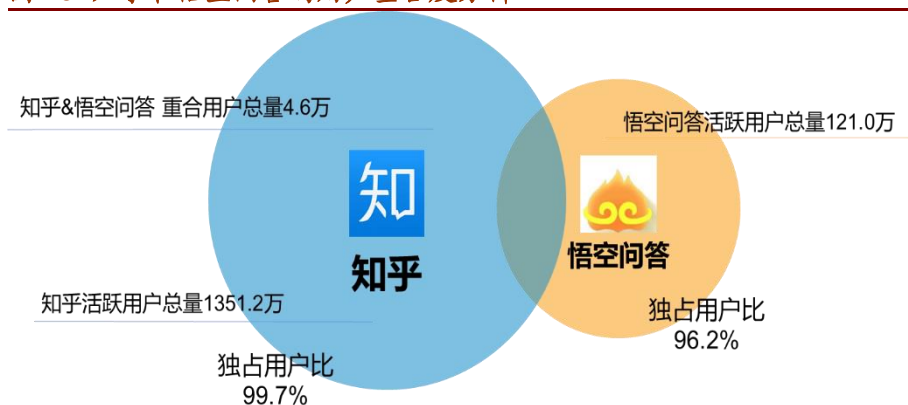 知乎&悟空问答 重合用户总量4.6万
悟空问答活跃用户总量121.0万
知
知乎
悟空问答
知乎活跃用户总量1351.2万
独占用户比
96.2%
独占用户比
99.7%